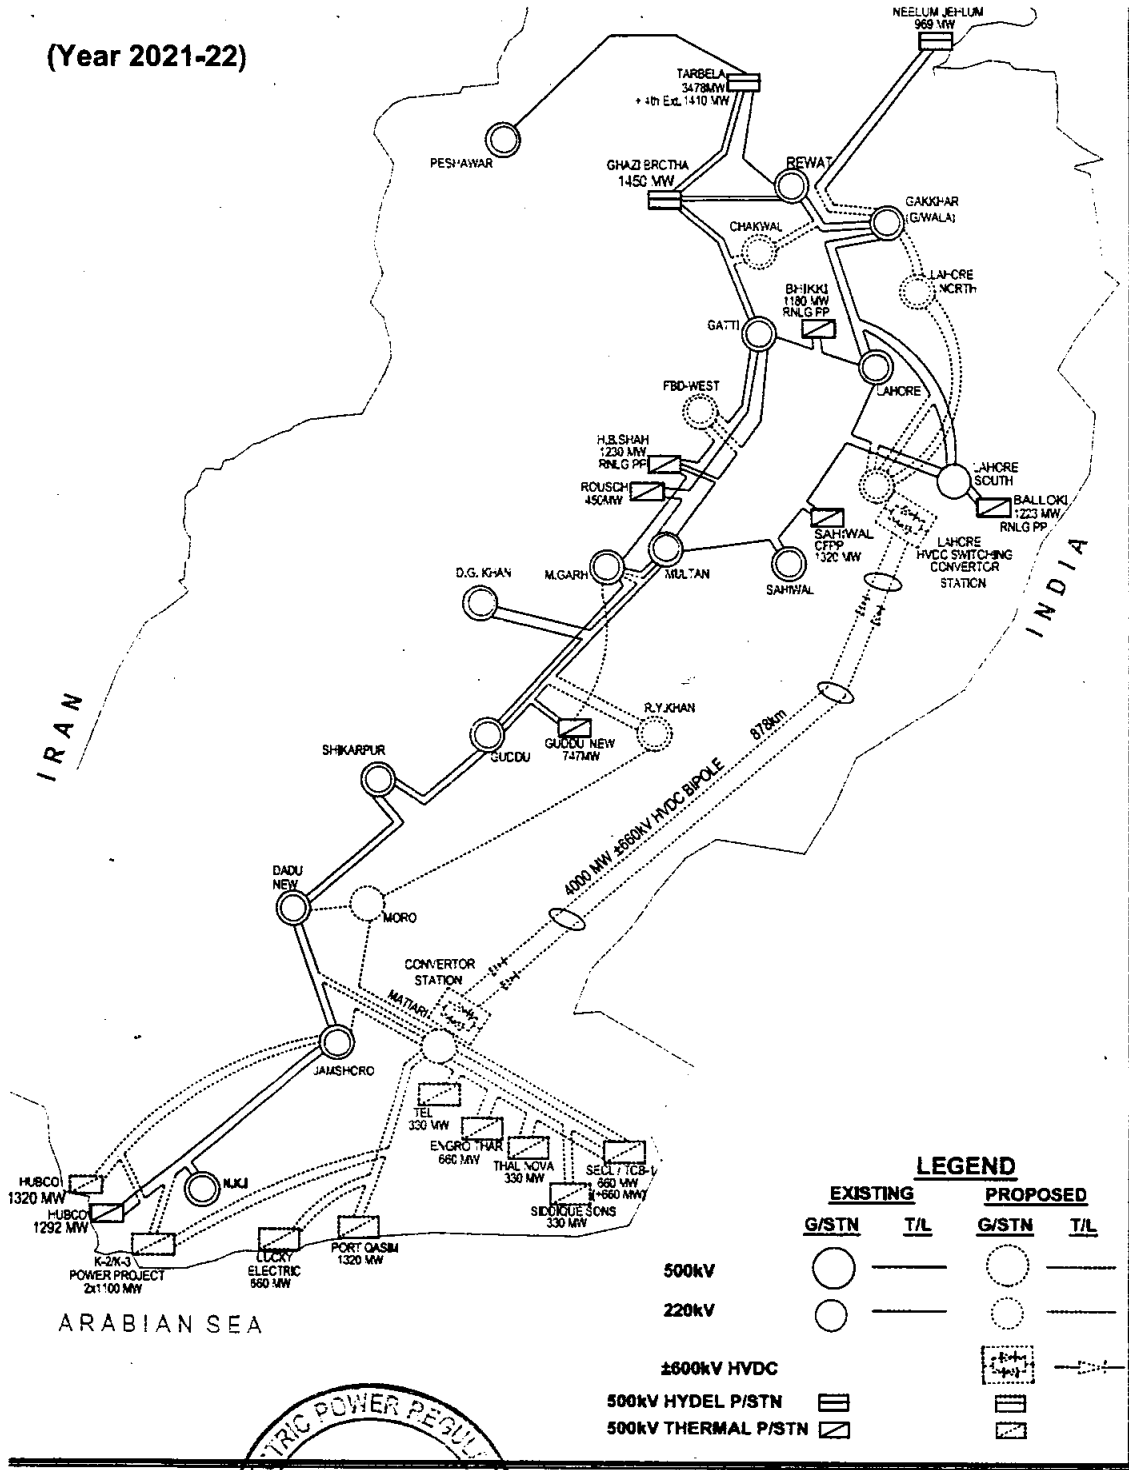 (Year 2021-22)
NEELUM JEHLUM
969 MW
TARBELA
3478MW
+ 4th Ext. 1410 MW
PESHAWAR
GHAZI BROTHA
1450 MW
REWAT
GAKKHAR
(G/WALA)
CHAKWAL
LAHORE
NORTH
BHIKKI
1180 MW
RNLG PP
GATTI
LAHORE
FBD-WEST
H.B.SHAH
1230 MW
RNLG PP
ROUSCH
450MW
LAHORE
SOUTH
BALLOKI
1223 MW
RNLG PP
SAHIWAL
CFPP
1320 MW
LAHORE
HVDC SWITCHING
CONVERTOR
STATION
D.G. KHAN
M.GARH
MULTAN
SAHIWAL
INDIA
IRAN
R.Y.KHAN
GUDDU
GUDDU NEW
747MW
SHIKARPUR
878km
4000 MW ±660kV HVDC BIPOLE
DADU
NEW
MORO
CONVERTOR
STATION
MATIARI
JAMSHORO
TEL
330 MW
ENGRO THAR
660 MW
THAL NOVA
330 MW
SECL / TCB-1
660 MW
(+660 MW)
SIDDIQUE SONS
330 MW
HUBCO
1320 MW
HUBCO
1292 MW
N.K.I
K-2/K-3
POWER PROJECT
2x1100 MW
LUCKY
ELECTRIC
660 MW
PORT QASIM
1320 MW
ARABIAN SEA
LEGEND
EXISTING PROPOSED
G/STN T/L G/STN T/L
500kV
220kV
±600kV HVDC
500kV HYDEL P/STN
500kV THERMAL P/STN
TRIC POWER REGUL